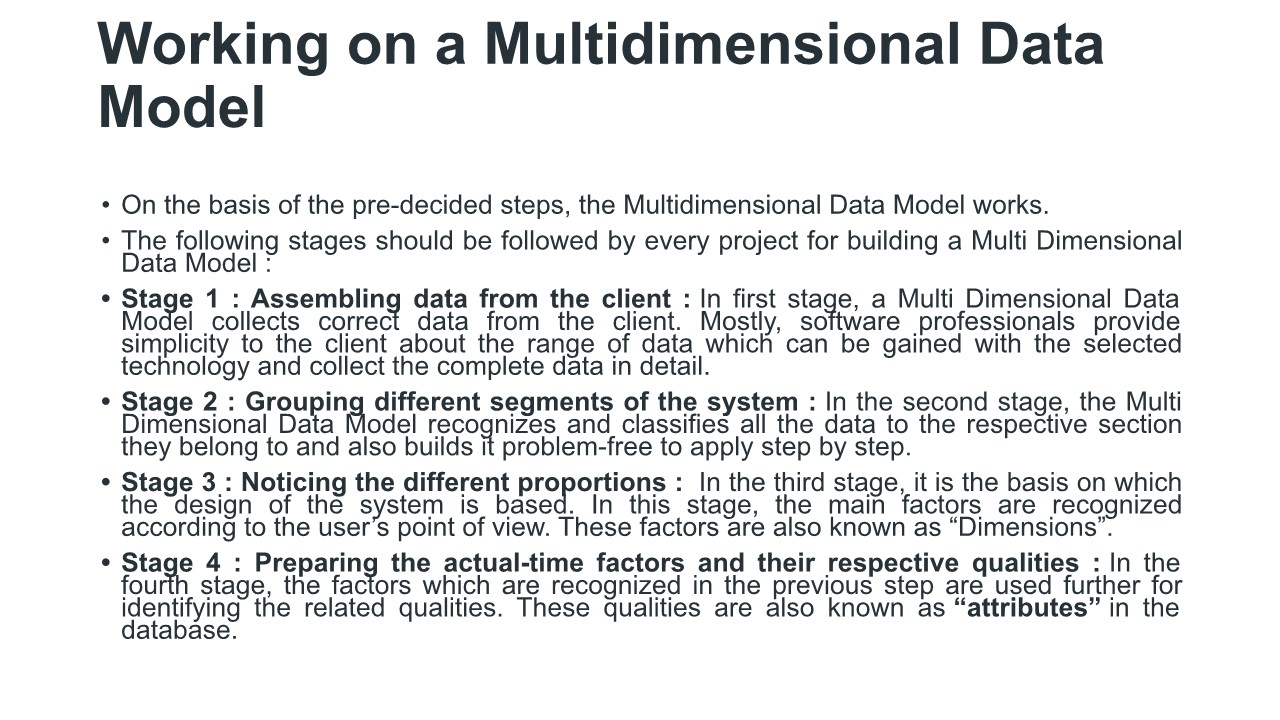 Working on a Multidimensional Data
Model
• On the basis of the pre-decided steps, the Multidimensional Data Model works.
• The following stages should be followed by every project for building a Multi Dimensional
Data Model :
• Stage 1 : Assembling data from the client : In first stage, a Multi Dimensional Data
Model collects correct data from the client. Mostly, software professionals provide
simplicity to the client about the range of data which can be gained with the selected
technology and collect the complete data in detail.
• Stage 2 : Grouping different segments of the system : In the second stage, the Multi
Dimensional Data Model recognizes and classifies all the data to the respective section
they belong to and also builds it problem-free to apply step by step.
• Stage 3 : Noticing the different proportions : In the third stage, it is the basis on which
the design of the system is based. In this stage, the main factors are recognized
according to the user’s point of view. These factors are also known as “Dimensions”.
• Stage 4 : Preparing the actual-time factors and their respective qualities : In the
fourth stage, the factors which are recognized in the previous step are used further for
identifying the related qualities. These qualities are also known as “attributes” in the
database.